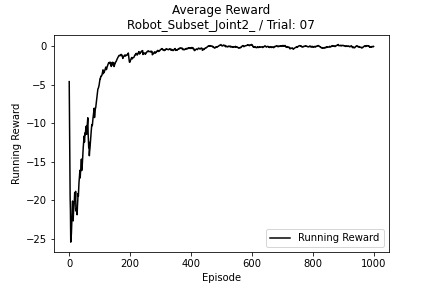 Average Reward
Robot_Subset_Joint2_ / Trial: 07
0
−5
−10
−15
−20
−25
Running Reward
Running Reward
0
200
400
600
800
1000
Episode